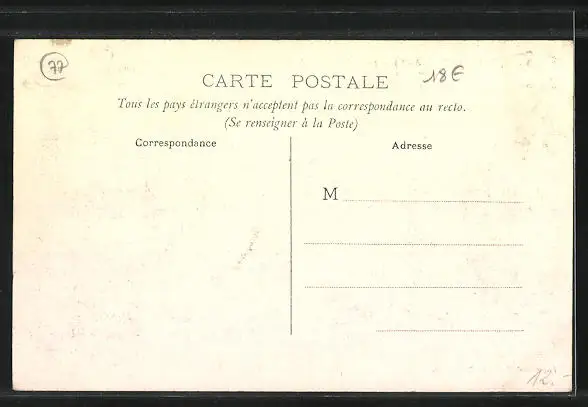 77
18€
CARTE POSTALE
Tous les pays étrangers n'acceptent pas la correspondance au recto.
(Se renseigner à la Poste)
Correspondance
Adresse
M
12.-